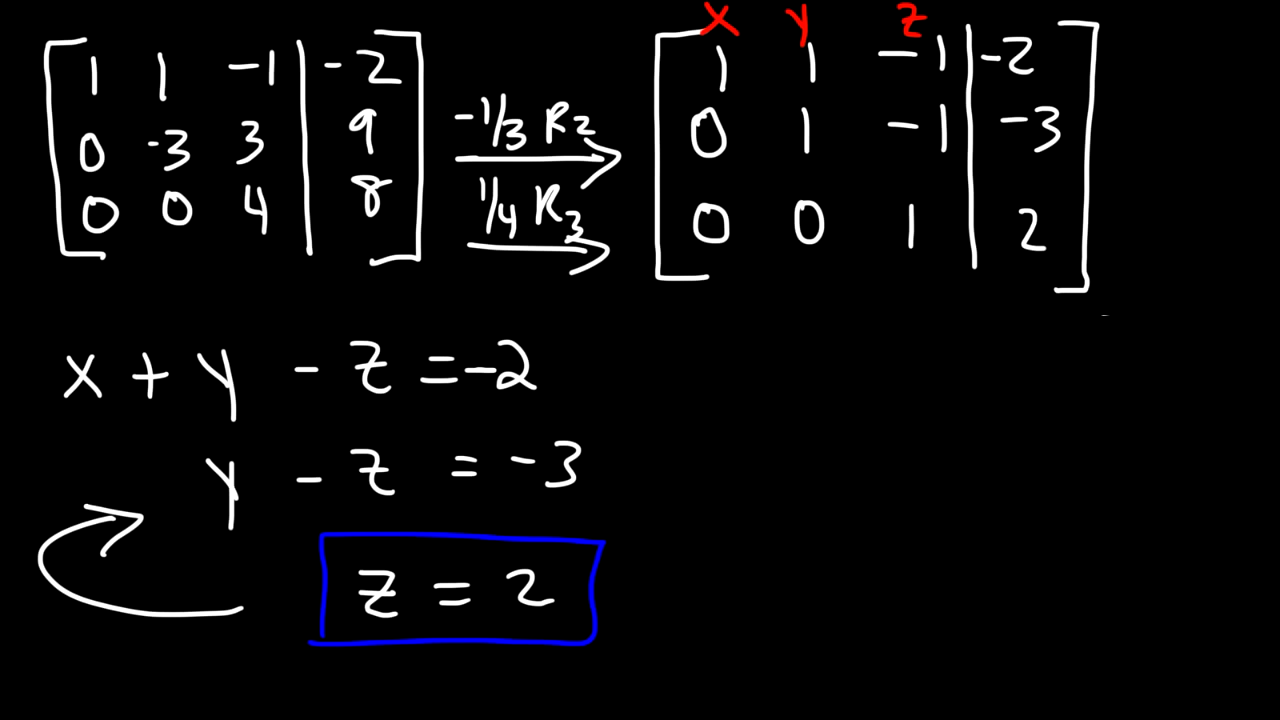 1 1 -1 | -2
0 -3 3 | 9
0 0 4 | 8
-1/3 R2
1/4 R3
x y z
1 1 -1 | -2
0 1 -1 | -3
0 0 1 | 2
x + y - z = -2
y - z = -3
z = 2